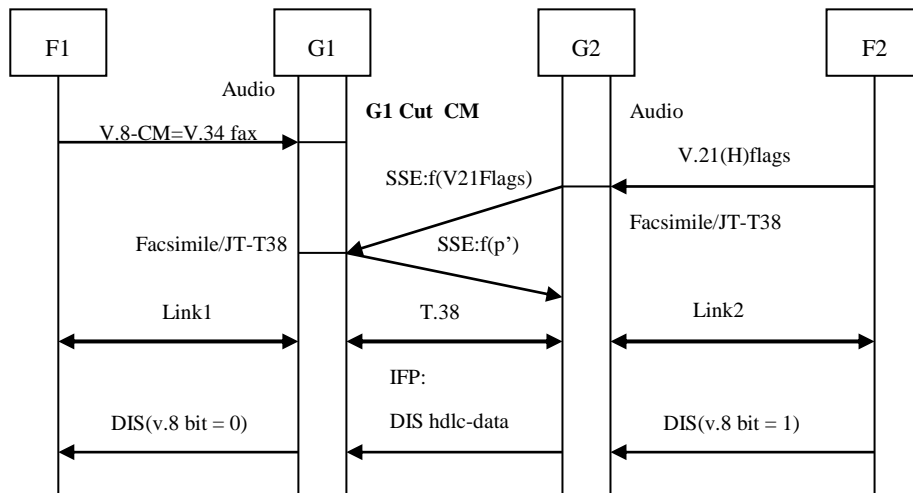 F1
G1
G2
F2
Audio
G1 Cut CM
Audio
V.8-CM=V.34 fax
V.21(H)flags
SSE:f(V21Flags)
Facsimile/JT-T38
Facsimile/JT-T38
SSE:f(p’)
Link1
T.38
Link2
IFP:
DIS(v.8 bit = 0)
DIS hdlc-data
DIS(v.8 bit = 1)